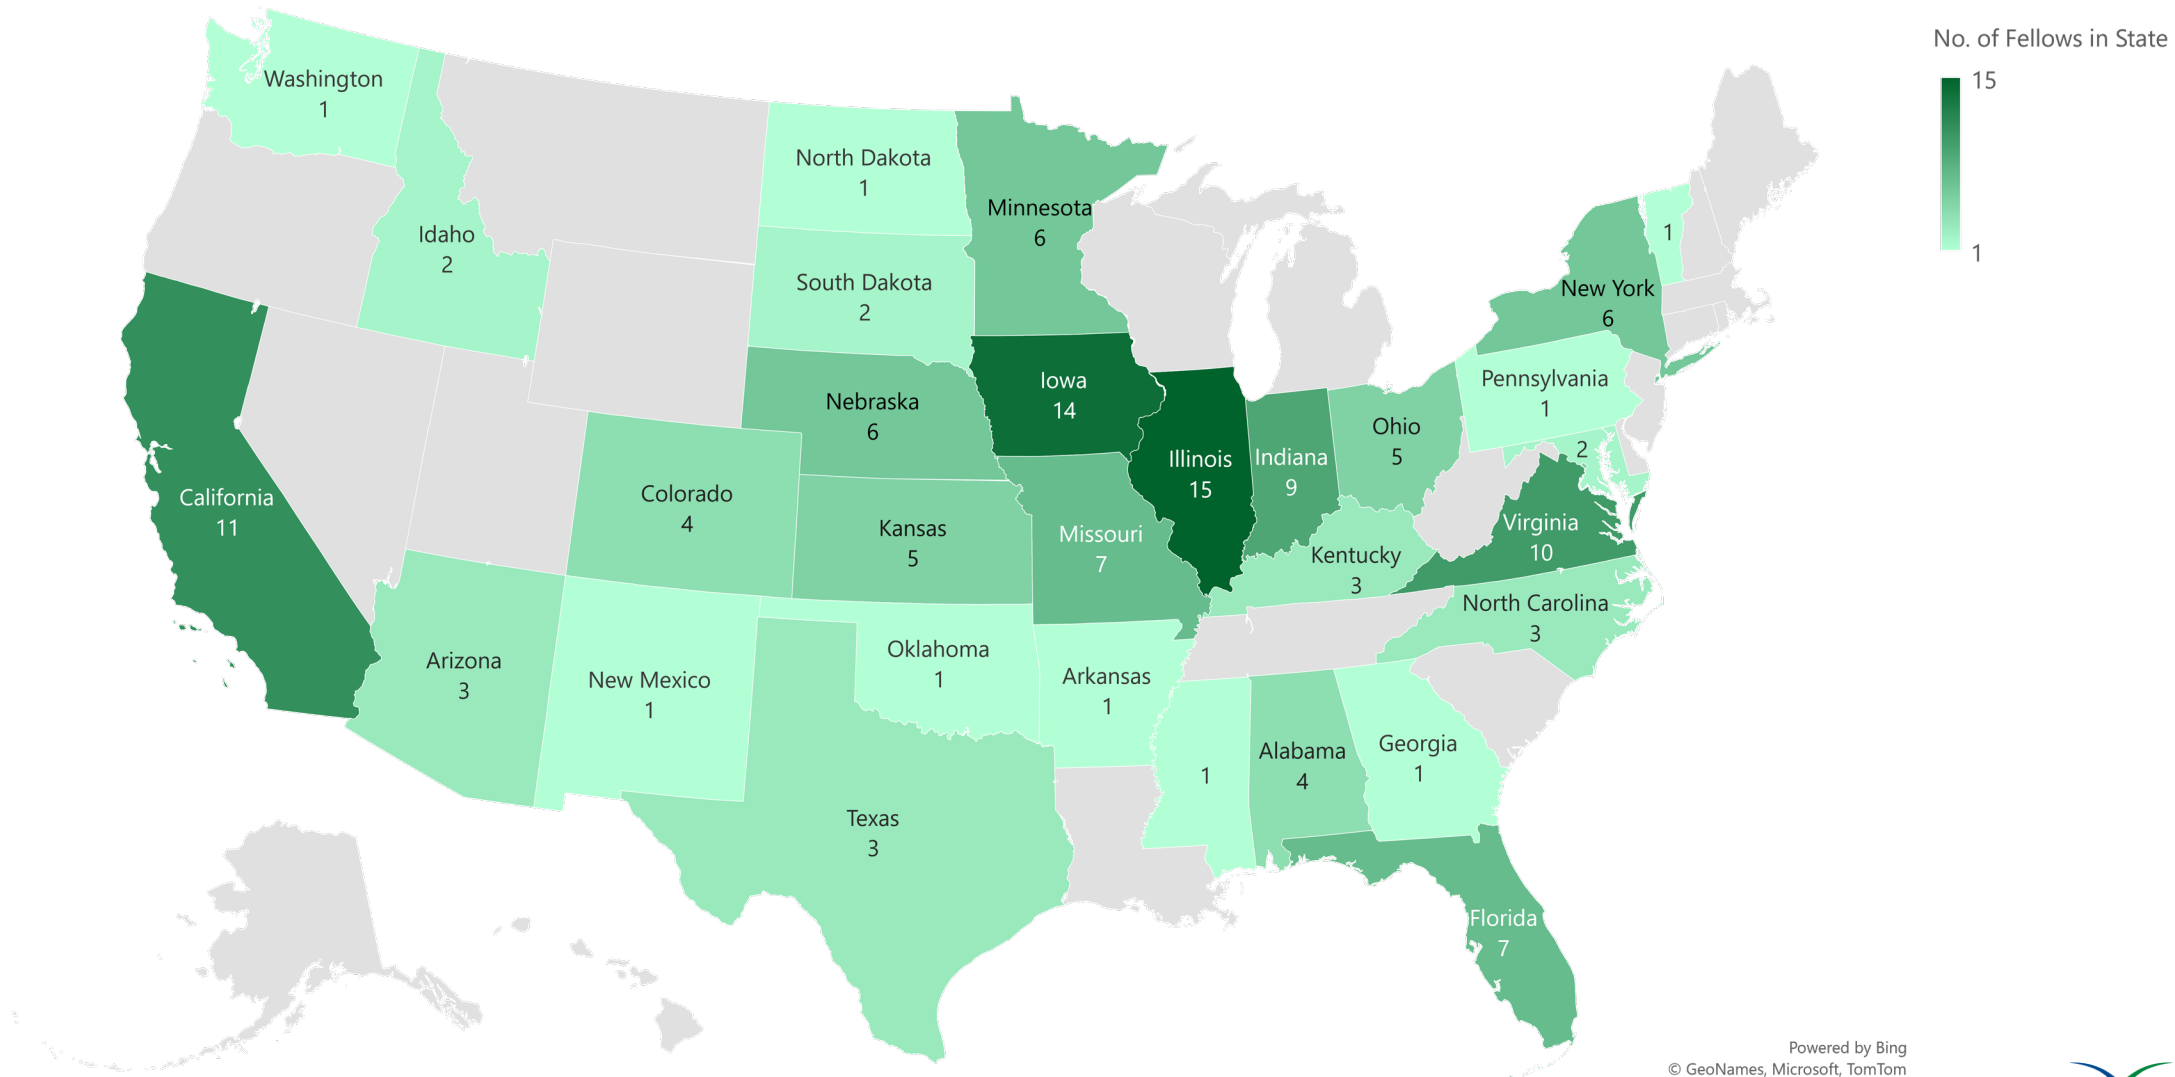 No. of Fellows in State
15
1
Washington
1
Idaho
2
North Dakota
1
Minnesota
6
South Dakota
2
1
New York
6
Iowa
14
Nebraska
6
Pennsylvania
1
Ohio
5
2
Illinois
15
Indiana
9
California
11
Colorado
4
Kansas
5
Missouri
7
Virginia
10
Kentucky
3
North Carolina
3
Arizona
3
New Mexico
1
Oklahoma
1
Arkansas
1
1
Alabama
4
Georgia
1
Texas
3
Florida
7
Powered by Bing
© GeoNames, Microsoft, TomTom